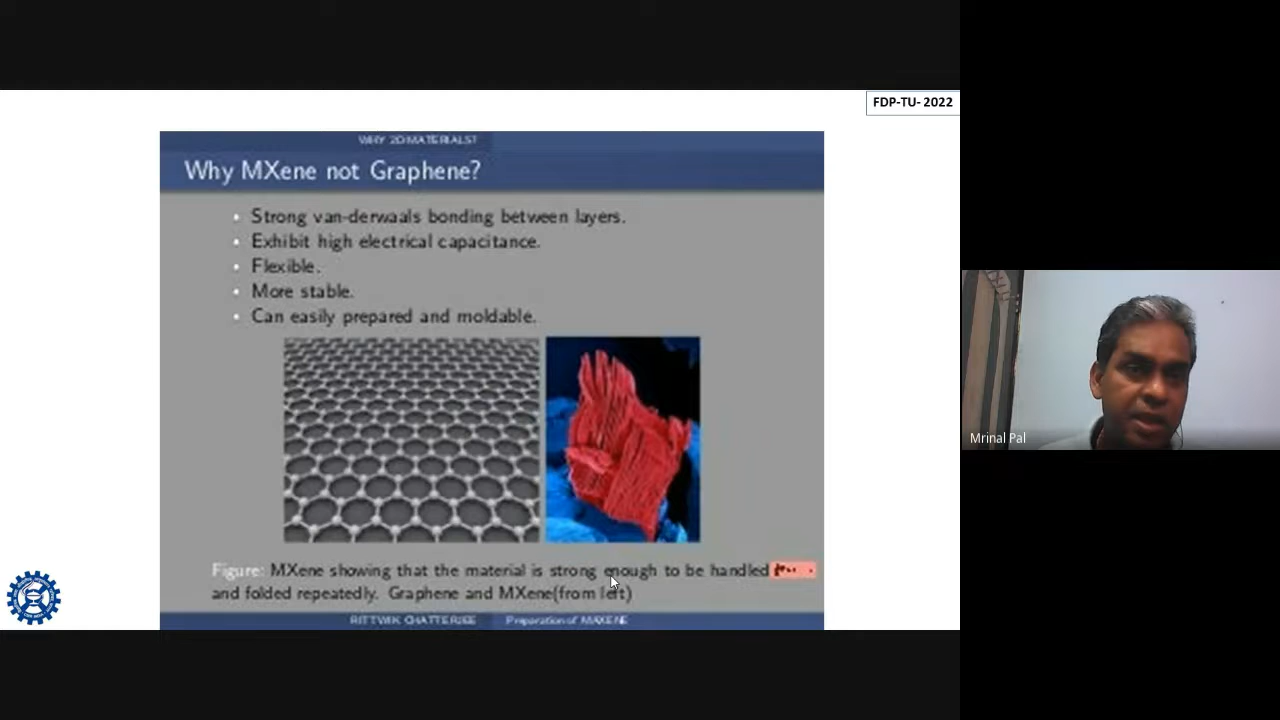 FDP-TU- 2022
WHY 2D MATERIALS?
Why MXene not Graphene?
Strong van-derwaals bonding between layers.
Exhibit high electrical capacitance.
Flexible.
More stable.
Can easily prepared and moldable.
Figure: MXene showing that the material is strong enough to be handled
and folded repeatedly. Graphene and MXene(from left)
RITTWIK CHATTERJEE Preparation of MAXENE
Mrinal Pal